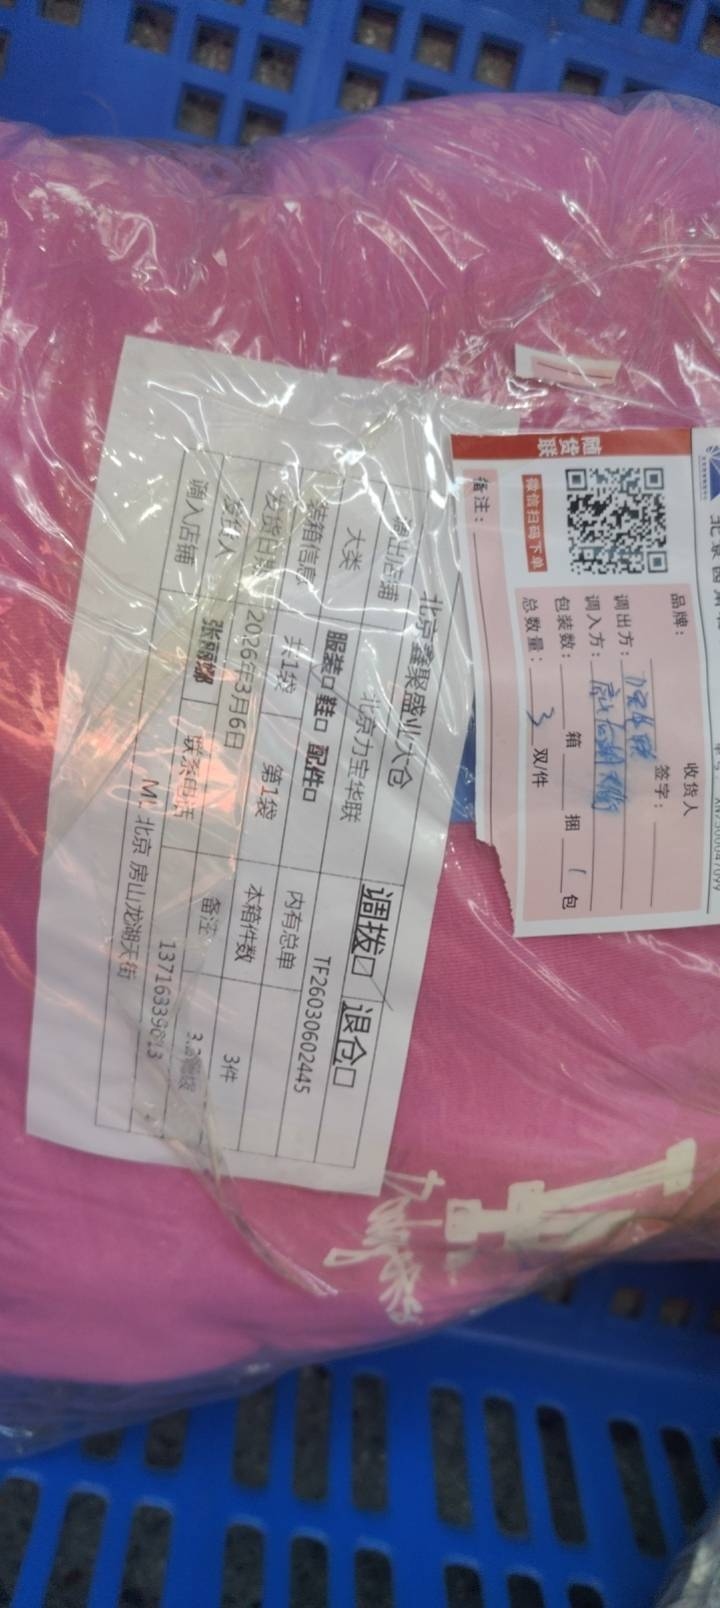 北京鑫聚盛业大仓
调拨□ 退仓□
调出店铺 北京力宝华联
大类 服装□ 鞋□ 配件□ TF26030602445
装箱信息 共1袋 第1袋 内有总单
发货日期 2026年3月6日 本箱件数 3件
发货人 张丽娜 联系电话 备注
13716339613
调入店铺 ML 北京 房山龙湖天街
随货联
微信扫码下单
收货人
签字:
品牌:
调出方:
调入方:
包装数: 箱 捆 1 包
总数量: 3 双/件
备注:
LA